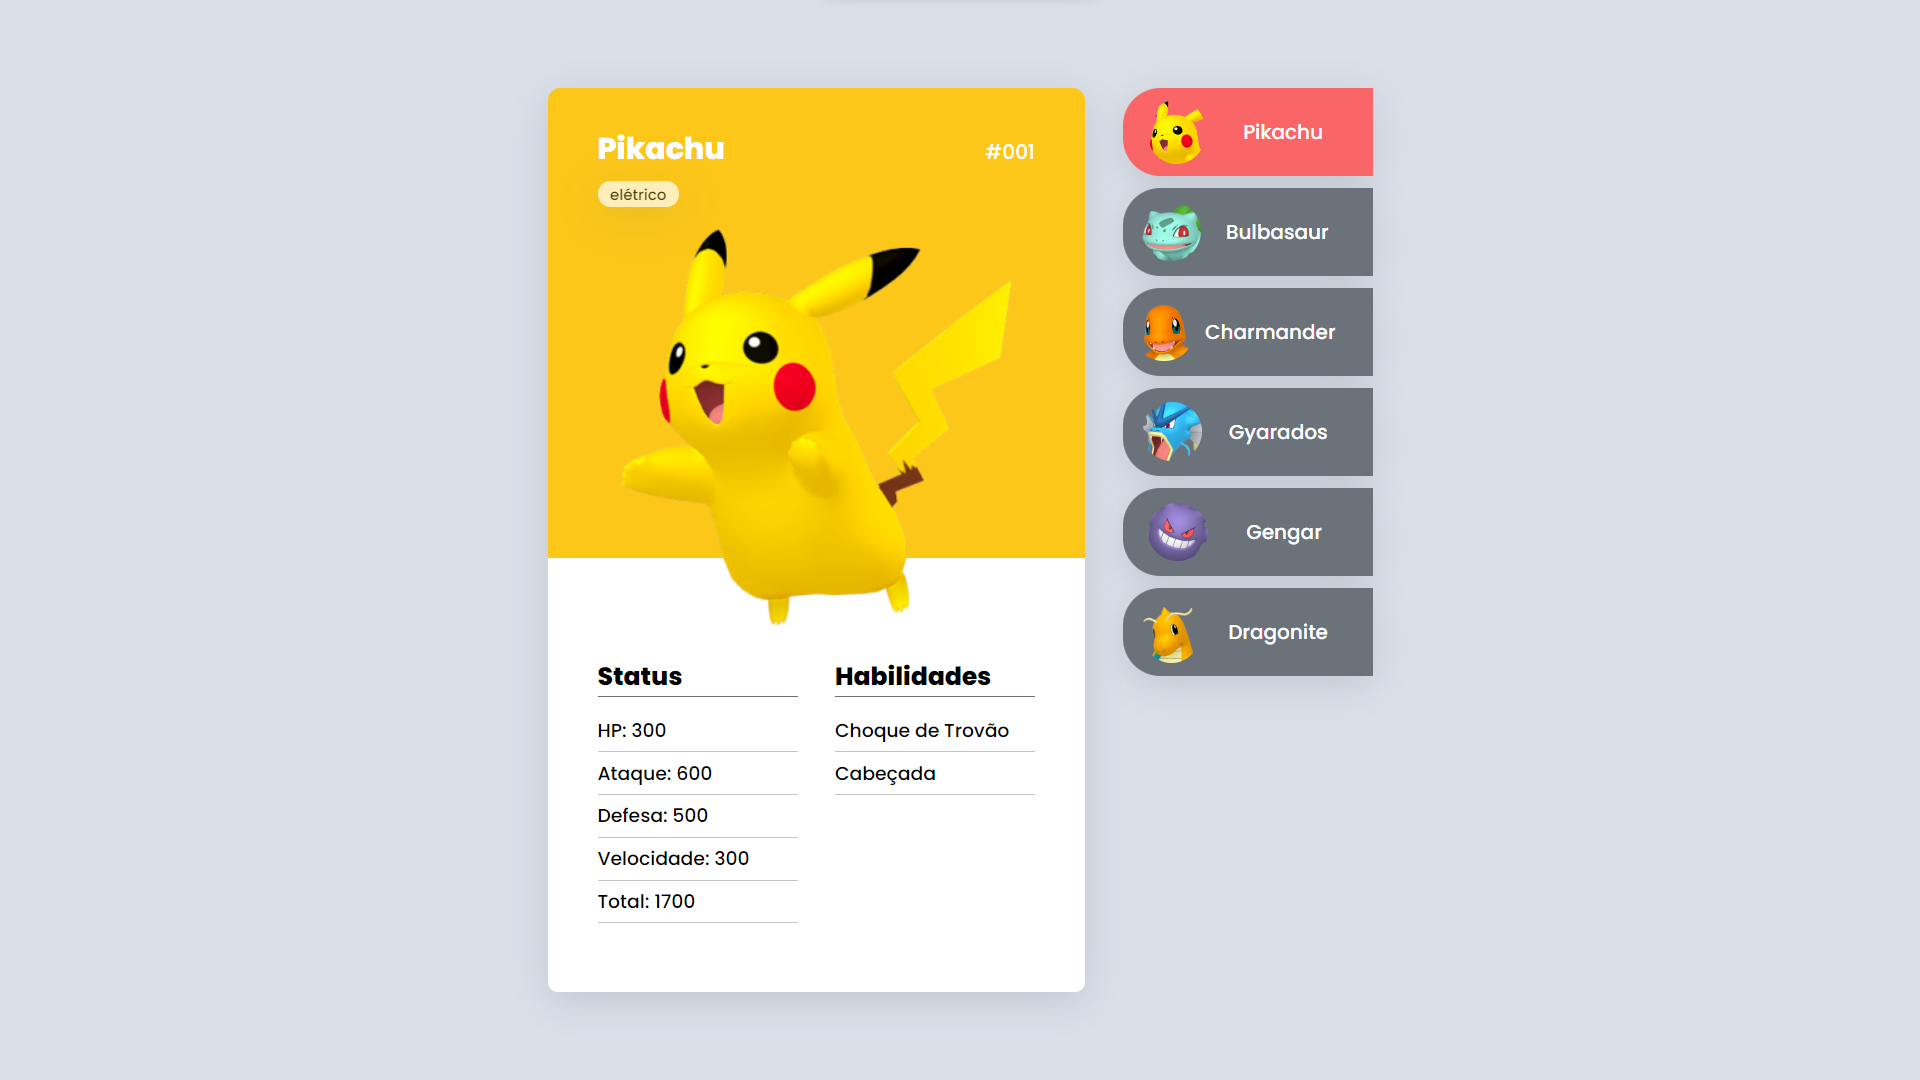 Pikachu
#001
elétrico
Status
HP: 300
Ataque: 600
Defesa: 500
Velocidade: 300
Total: 1700
Habilidades
Choque de Trovão
Cabeçada
Pikachu
Bulbasaur
Charmander
Gyarados
Gengar
Dragonite